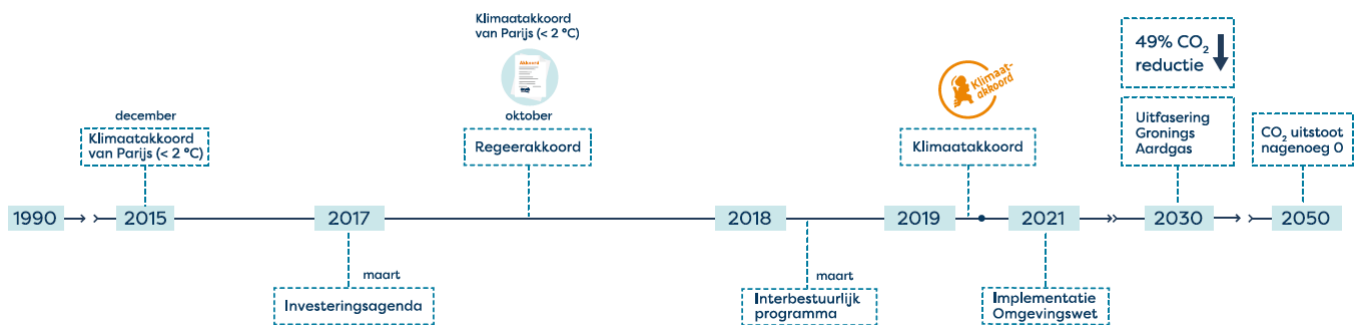 Klimaatakkoord
van Parijs (< 2 °C)
Akkoord
december
Klimaatakkoord
van Parijs (< 2 °C)
oktober
Regeerakkoord
Klimaat-
akkoord
Klimaatakkoord
49% CO₂
reductie
Uitfasering
Gronings
Aardgas
CO₂ uitstoot
nagenoeg 0
1990
2015
2017
2018
2019
2021
2030
2050
maart
Investeringsagenda
maart
Interbestuurlijk
programma
Implementatie
Omgevingswet